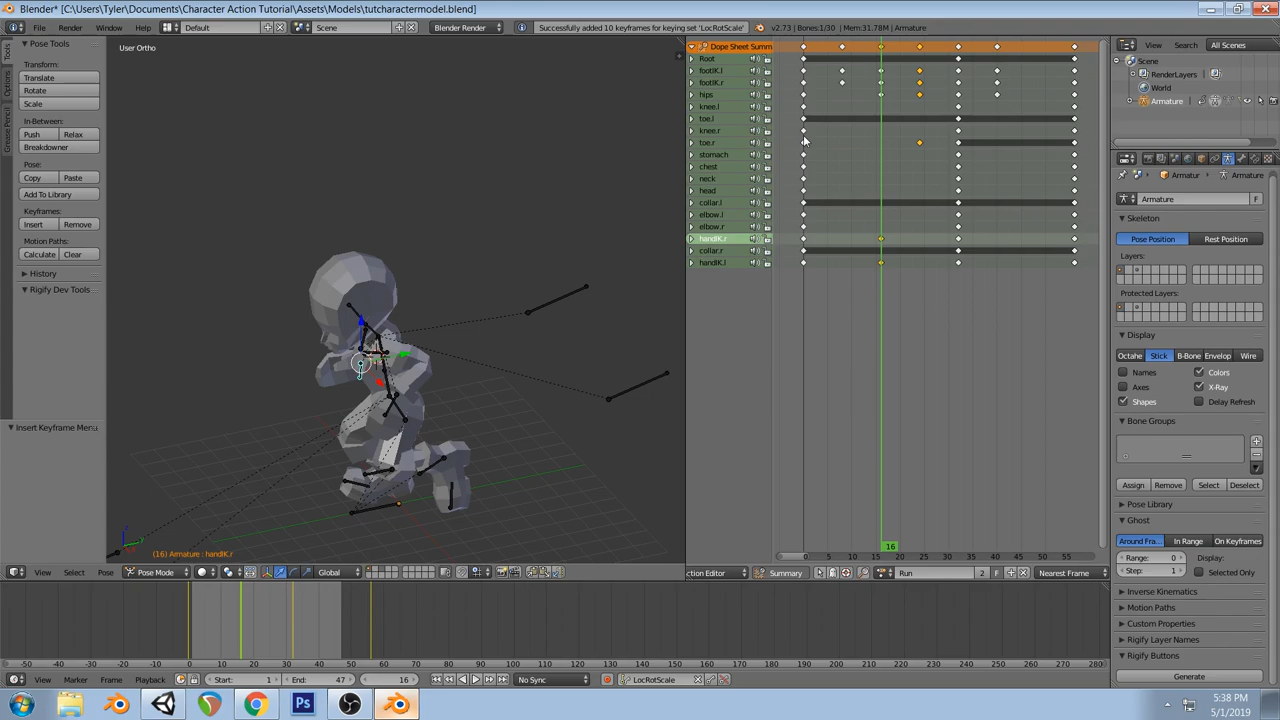 Blender* [C:\Users\Tyler\Documents\Character Action Tutorial\Assets\Models\tutcharactermodel.blend]
File Render Window Help Default Scene Blender Render Successfully added 10 keyframes for keying set 'LocRotScale' v2.73 | Bones:1/30 | Mem:31.78M | Armature
Tools
Options
Grease Pencil
Pose Tools
Transform:
Translate
Rotate
Scale
In-Between:
Push Relax
Breakdowner
Pose:
Copy Paste
Add To Library
Keyframes:
Insert Remove
Motion Paths:
Calculate Clear
History
Rigify Dev Tools
Insert Keyframe Menu
User Ortho
(16) Armature : handIK.r
View Select Pose Pose Mode Global
Dope Sheet Summ
Root
footIK.l
footIK.r
hips
knee.l
toe.l
knee.r
toe.r
stomach
chest
neck
head
collar.l
elbow.l
elbow.r
handIK.r
collar.r
handIK.l
16
0 5 10 15 20 25 30 35 40 45 50 55
ction Editor Summary Run 2 F Nearest Frame
View Search All Scenes
Scene
RenderLayers
World
Armature
Armatur Armature
Armature F
Skeleton
Pose Position Rest Position
Layers:
Protected Layers:
Display
Octahe Stick B-Bone Envelop Wire
Names Colors
Axes X-Ray
Shapes Delay Refresh
Bone Groups
Assign Remove Select Deselect
Pose Library
Ghost
Around Fra... In Range On Keyframes
Range: 0 Display:
Step: 1 Selected Only
Inverse Kinematics
Motion Paths
Custom Properties
Rigify Layer Names
Rigify Buttons
Generate
-50 -40 -30 -20 -10 0 10 20 30 40 50 60 70 80 90 100 110 120 130 140 150 160 170 180 190 200 210 220 230 240 250 260 270 280
View Marker Frame Playback Start: 1 End: 47 16 No Sync LocRotScale
Ps
5:38 PM
5/1/2019